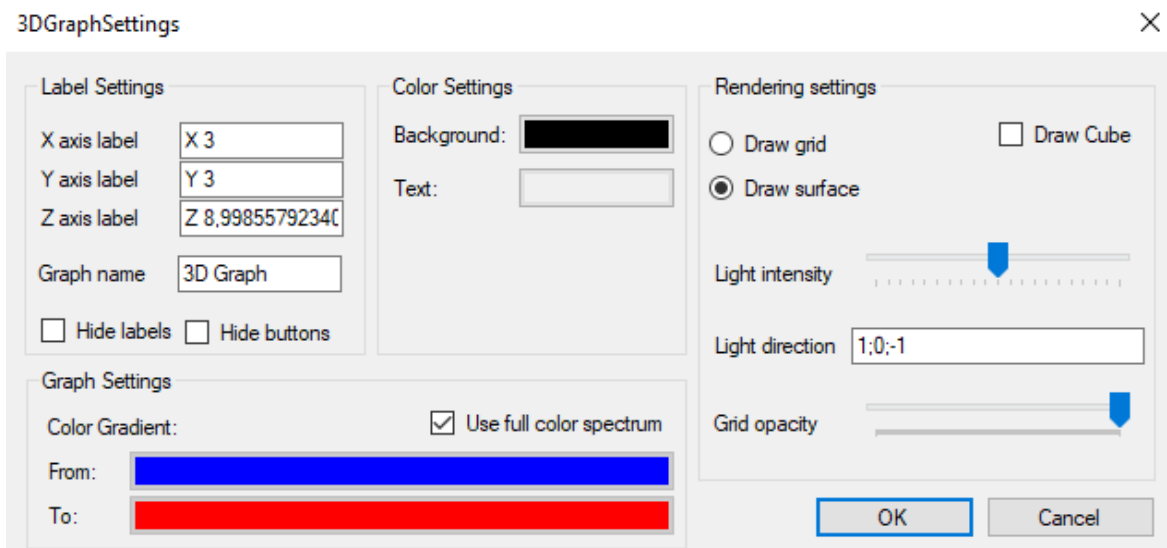 3DGraphSettings
Label Settings
X axis label X 3
Y axis label Y 3
Z axis label Z 8,9985579234(
Graph name 3D Graph
Hide labels Hide buttons
Color Settings
Background:
Text:
Rendering settings
Draw grid Draw Cube
Draw surface
Light intensity
Light direction 1;0;-1
Grid opacity
Graph Settings
Color Gradient: Use full color spectrum
From:
To:
OK Cancel